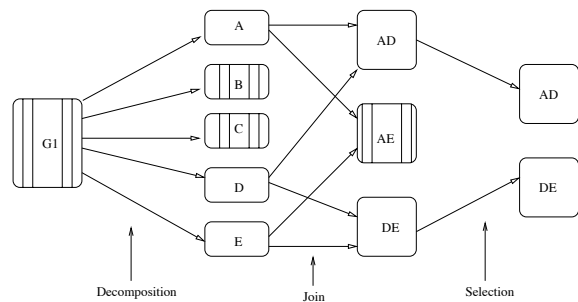 G1
A
B
C
D
E
AD
AE
DE
AD
DE
Decomposition
Join
Selection